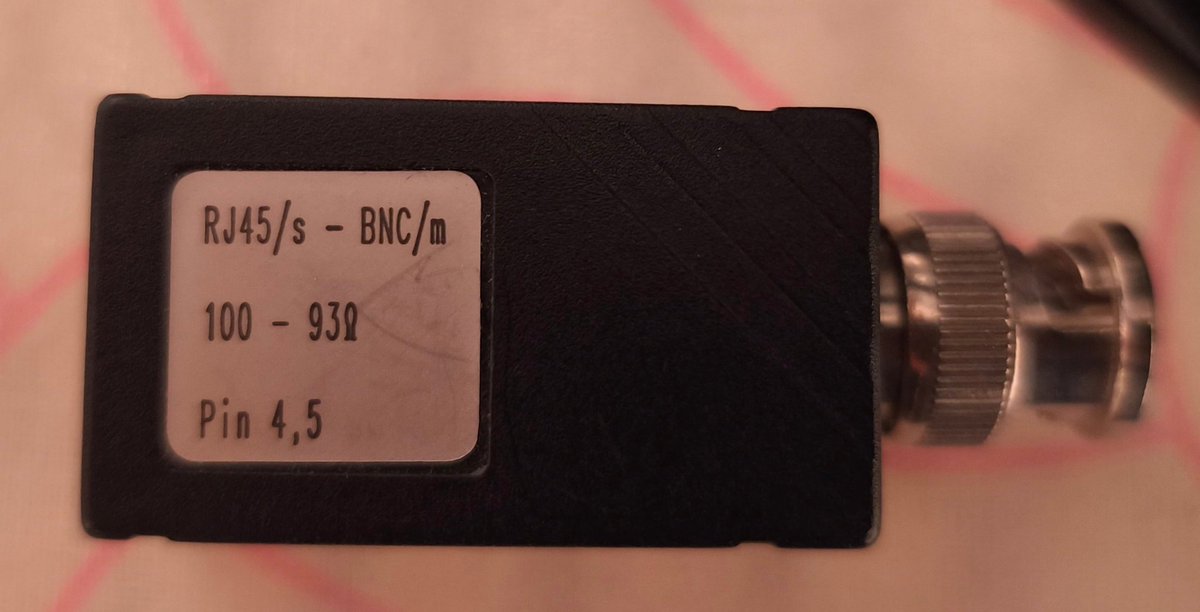 RJ45/s - BNC/m
100 - 93Ω
Pin 4,5